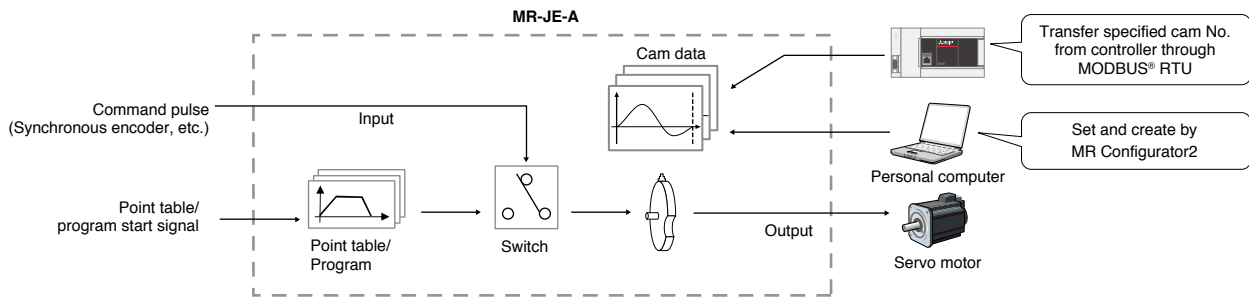 MR-JE-A
Cam data
Transfer specified cam No.
from controller through
MODBUS® RTU
Command pulse
(Synchronous encoder, etc.)
Input
Set and create by
MR Configurator2
Personal computer
Point table/
program start signal
Point table/
Program
Switch
Output
Servo motor